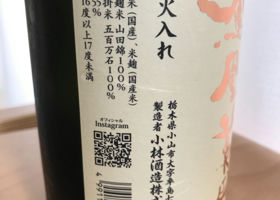 火入れ
米(国産)、米麹(国産米)
麹米 山田錦100%
掛米 五百万石100%
55%
16度以上17度未満
オフィシャル
Instagram
栃木県小山市大字卒島
製造者 小林酒造株式
4991